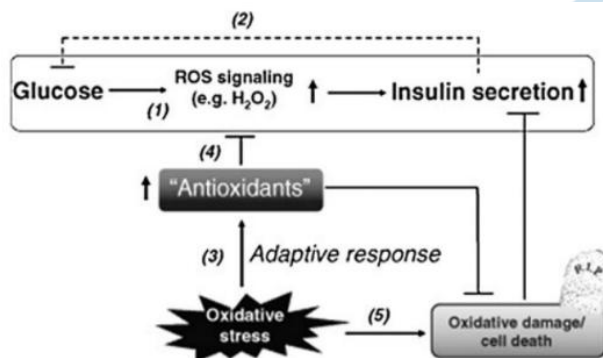 (2)
Glucose
(1)
ROS signaling
(e.g. H₂O₂)
Insulin secretion
(4)
"Antioxidants"
(3)
Adaptive response
R.I.P
Oxidative
stress
(5)
Oxidative damage/
cell death